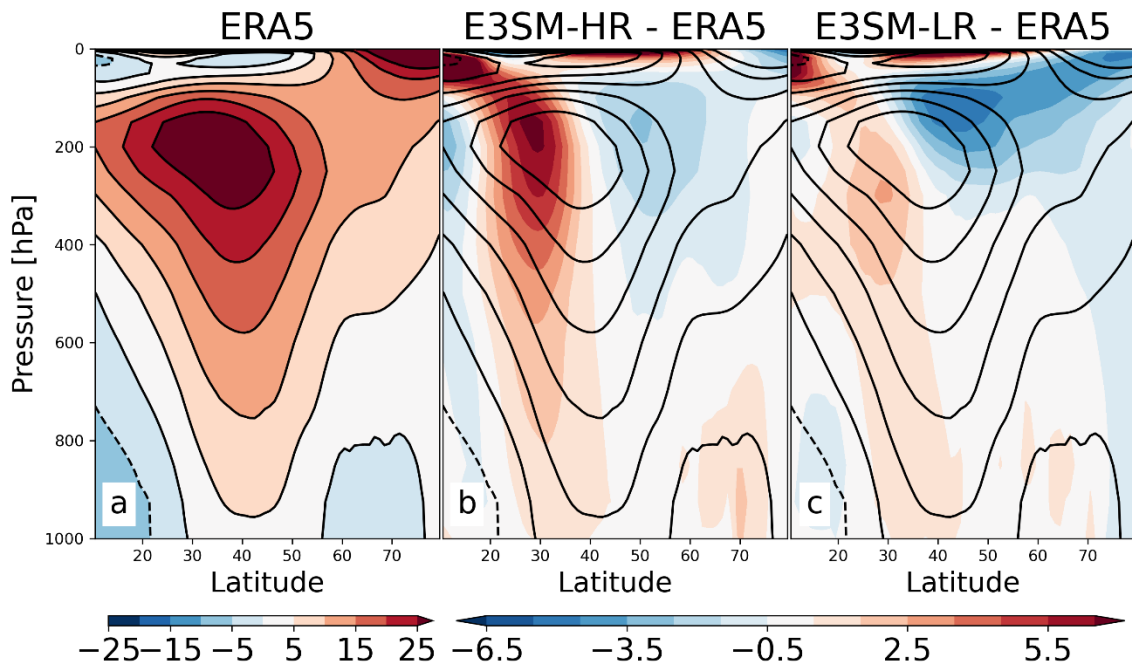 ERA5
E3SM-HR - ERA5
E3SM-LR - ERA5
Pressure [hPa]
0
200
400
600
800
1000
a
b
c
20 30 40 50 60 70
20 30 40 50 60 70
20 30 40 50 60 70
Latitude
Latitude
Latitude
−25 −15 −5 5 15 25
−6.5 −3.5 −0.5 2.5 5.5